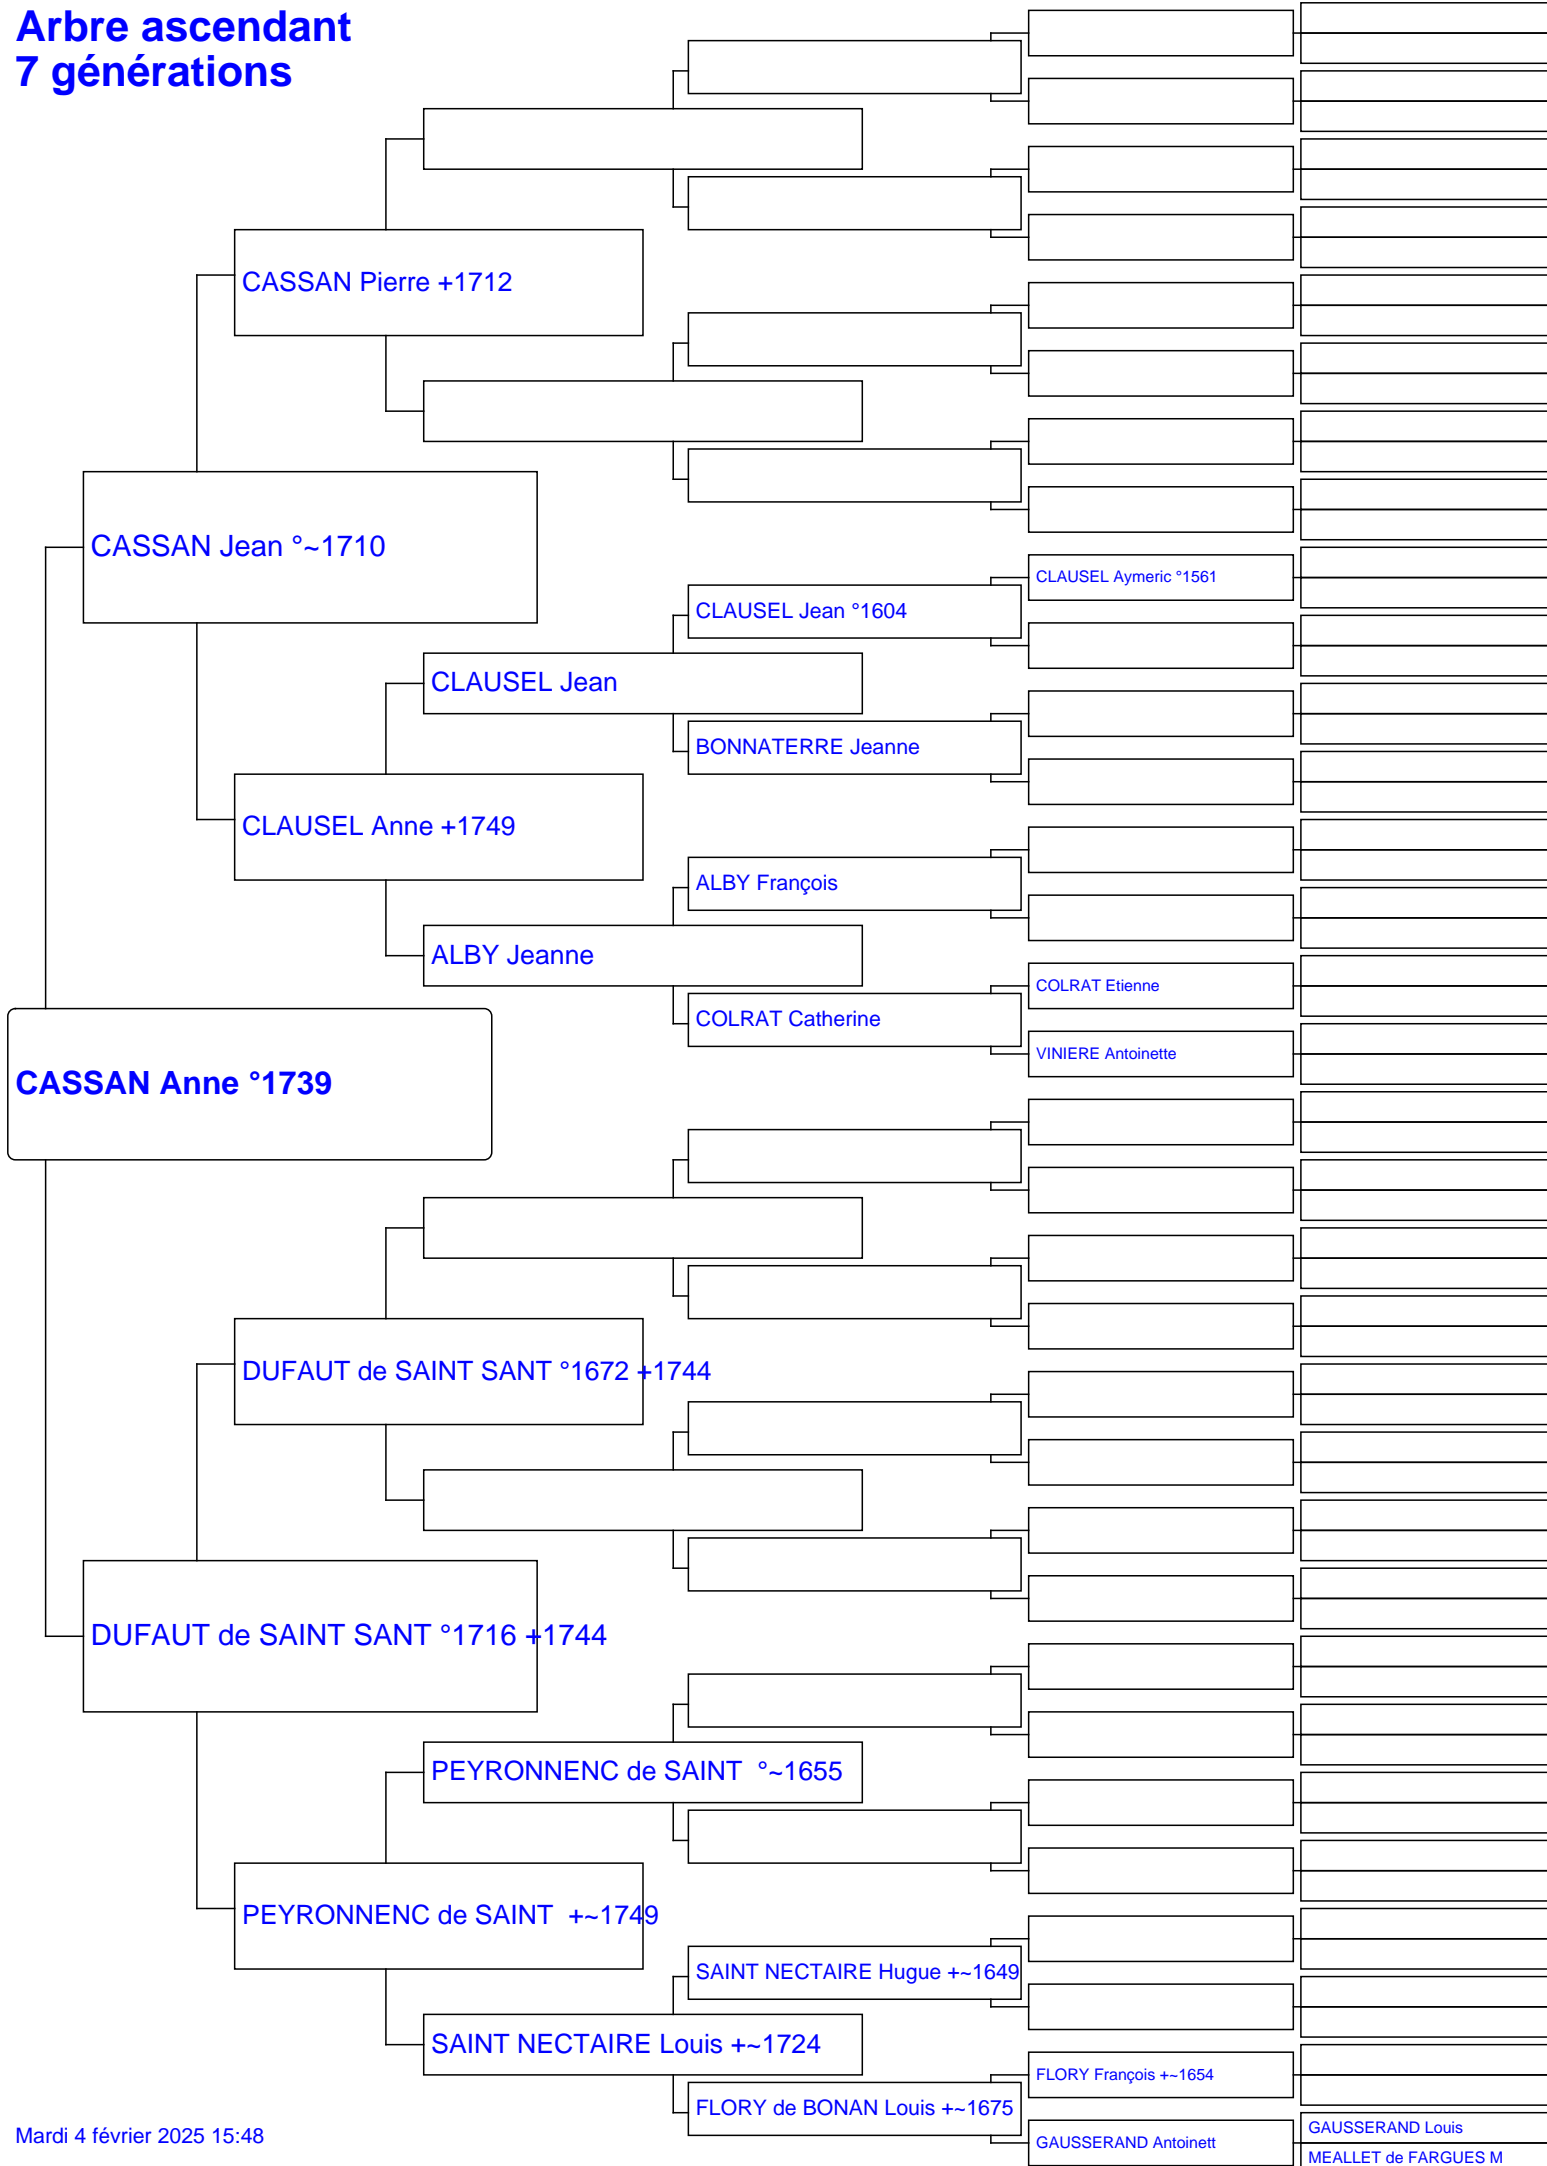 Arbre ascendant
7 générations
CASSAN Pierre +1712
CASSAN Jean °~1710
CLAUSEL Aymeric °1561
CLAUSEL Jean °1604
CLAUSEL Jean
BONNATERRE Jeanne
CLAUSEL Anne +1749
ALBY François
ALBY Jeanne
COLRAT Etienne
COLRAT Catherine
VINIERE Antoinette
CASSAN Anne °1739
DUFAUT de SAINT SANT °1672 +1744
DUFAUT de SAINT SANT °1716 +1744
PEYRONNENC de SAINT  °~1655
PEYRONNENC de SAINT  +~1749
SAINT NECTAIRE Hugue +~1649
SAINT NECTAIRE Louis +~1724
FLORY François +~1654
FLORY de BONAN Louis +~1675
GAUSSERAND Louis
GAUSSERAND Antoinett
MEALLET de FARGUES M
Mardi 4 février 2025 15:48